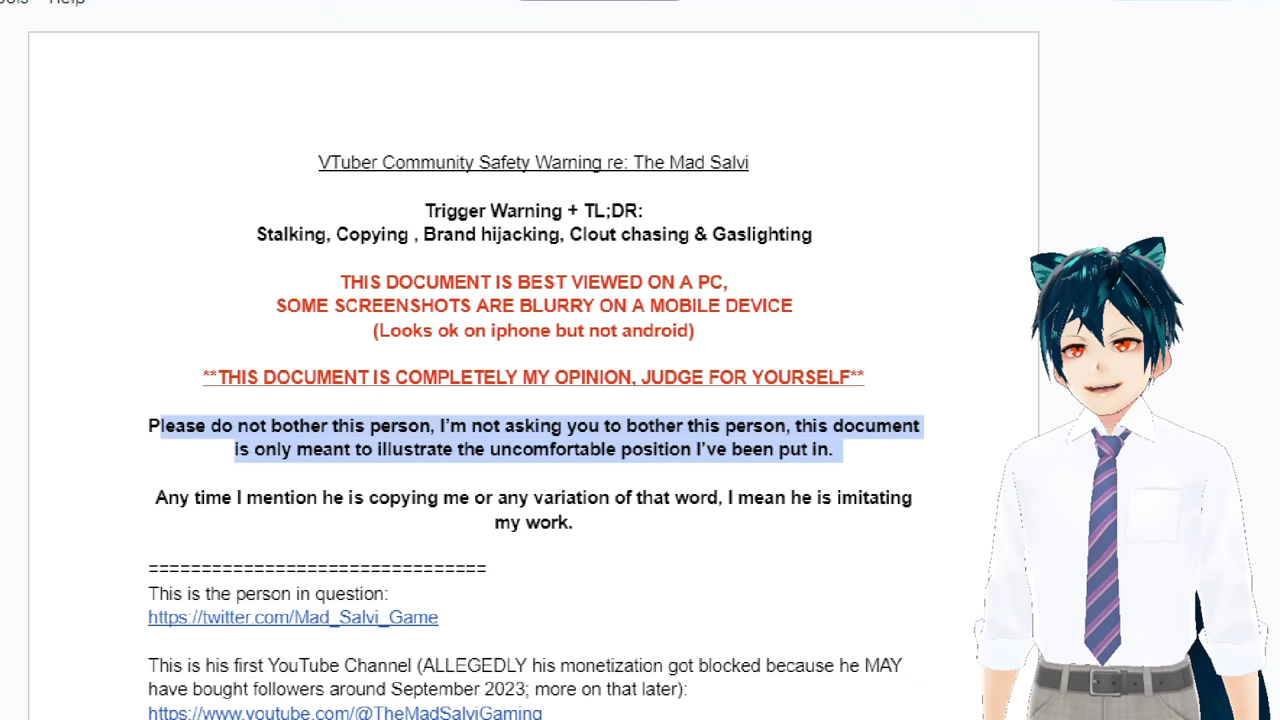 Help
VTuber Community Safety Warning re: The Mad Salvi
Trigger Warning + TL;DR:
Stalking, Copying , Brand hijacking, Clout chasing & Gaslighting
THIS DOCUMENT IS BEST VIEWED ON A PC,
SOME SCREENSHOTS ARE BLURRY ON A MOBILE DEVICE
(Looks ok on iphone but not android)
**THIS DOCUMENT IS COMPLETELY MY OPINION, JUDGE FOR YOURSELF**
Please do not bother this person, I'm not asking you to bother this person, this document
is only meant to illustrate the uncomfortable position I've been put in.
Any time I mention he is copying me or any variation of that word, I mean he is imitating
my work.
================================
This is the person in question:
https://twitter.com/Mad_Salvi_Game
This is his first YouTube Channel (ALLEGEDLY his monetization got blocked because he MAY
have bought followers around September 2023; more on that later):
https://www.youtube.com/@TheMadSalviGaming